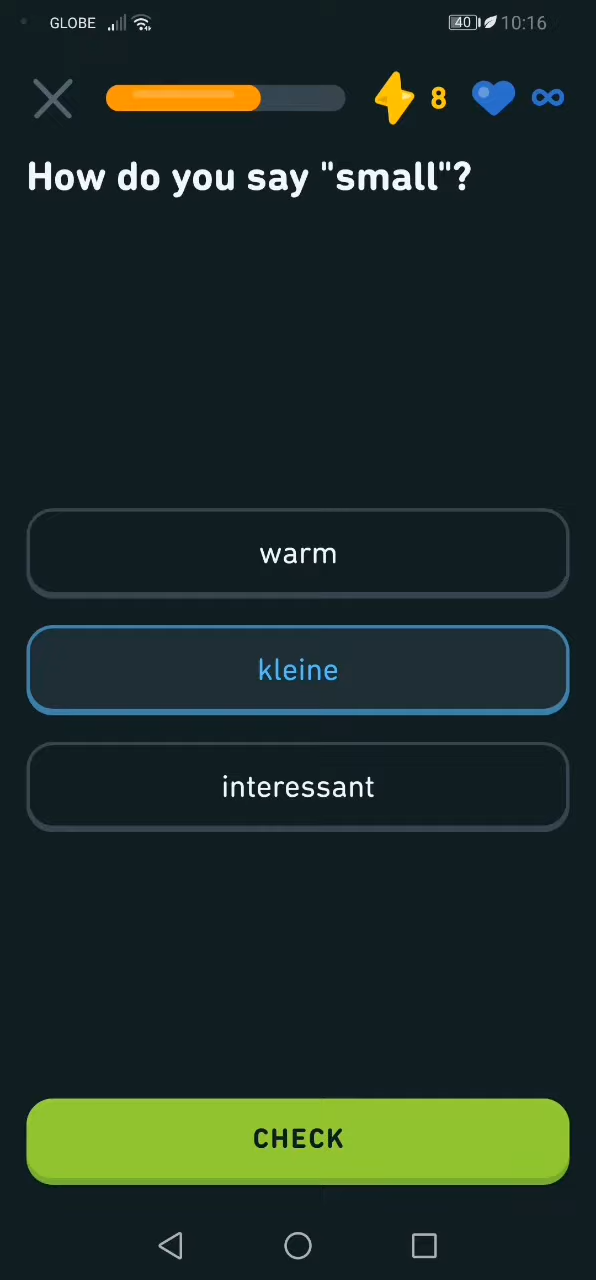 GLOBE 40 10:16
8 ∞
How do you say "small"?
warm
kleine
interessant
CHECK